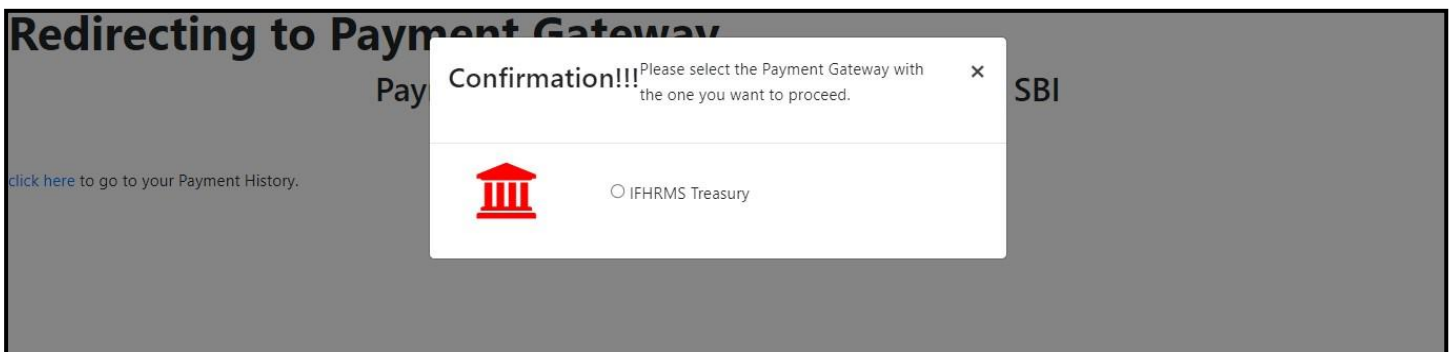 Redirecting to Payment Gateway
Confirmation!!!
Please select the Payment Gateway with
the one you want to proceed.
×
Pay
SBI
click here to go to your Payment History.
IFHRMS Treasury